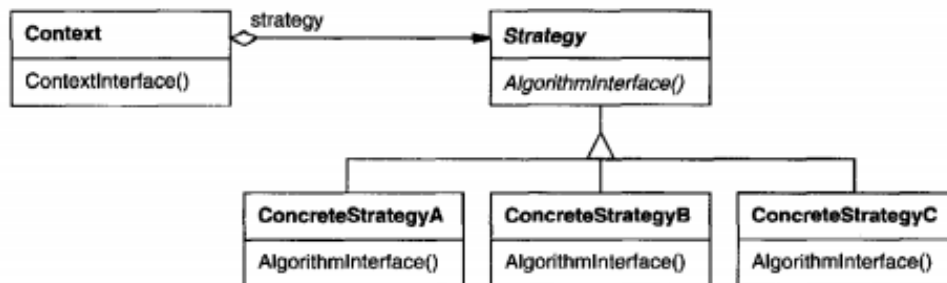 strategy
Context
ContextInterface()
Strategy
AlgorithmInterface()
ConcreteStrategyA
AlgorithmInterface()
ConcreteStrategyB
AlgorithmInterface()
ConcreteStrategyC
AlgorithmInterface()